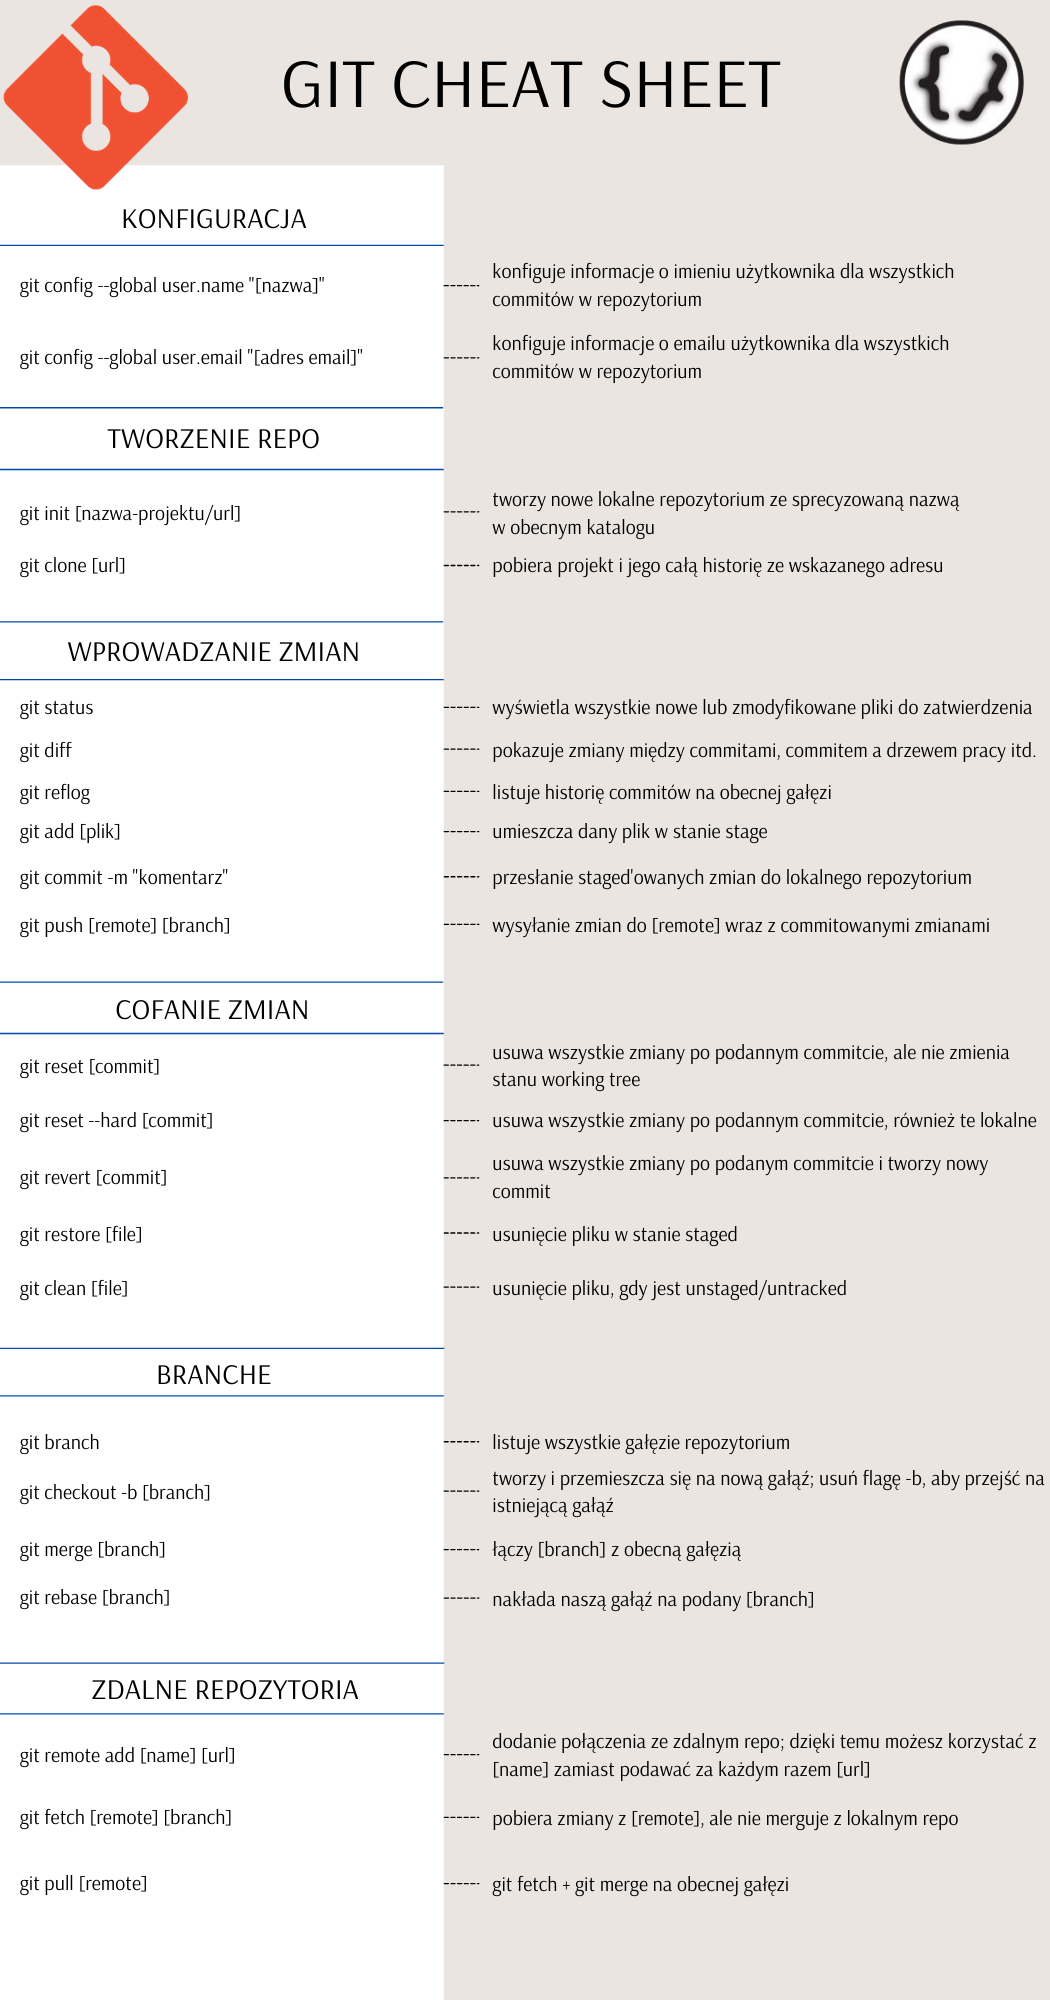 GIT CHEAT SHEET
{}
KONFIGURACJA
git config --global user.name "[nazwa]"
konfiguje informacje o imieniu użytkownika dla wszystkich
commitów w repozytorium
git config --global user.email "[adres email]"
konfiguje informacje o emailu użytkownika dla wszystkich
commitów w repozytorium
TWORZENIE REPO
git init [nazwa-projektu/url]
tworzy nowe lokalne repozytorium ze sprecyzowaną nazwą
w obecnym katalogu
git clone [url]
pobiera projekt i jego całą historię ze wskazanego adresu
WPROWADZANIE ZMIAN
git status
wyświetla wszystkie nowe lub zmodyfikowane pliki do zatwierdzenia
git diff
pokazuje zmiany między commitami, commitem a drzewem pracy itd.
git reflog
listuje historię commitów na obecnej gałęzi
git add [plik]
umieszcza dany plik w stanie stage
git commit -m "komentarz"
przesłanie staged'owanych zmian do lokalnego repozytorium
git push [remote] [branch]
wysyłanie zmian do [remote] wraz z commitowanymi zmianami
COFANIE ZMIAN
git reset [commit]
usuwa wszystkie zmiany po podannym commitcie, ale nie zmienia
stanu working tree
git reset --hard [commit]
usuwa wszystkie zmiany po podannym commitcie, również te lokalne
git revert [commit]
usuwa wszystkie zmiany po podanym commitcie i tworzy nowy
commit
git restore [file]
usunięcie pliku w stanie staged
git clean [file]
usunięcie pliku, gdy jest unstaged/untracked
BRANCHE
git branch
listuje wszystkie gałęzie repozytorium
git checkout -b [branch]
tworzy i przemieszcza się na nową gałąź; usuń flagę -b, aby przejść na
istniejącą gałąź
git merge [branch]
łączy [branch] z obecną gałęzią
git rebase [branch]
nakłada naszą gałąź na podany [branch]
ZDALNE REPOZYTORIA
git remote add [name] [url]
dodanie połączenia ze zdalnym repo; dzięki temu możesz korzystać z
[name] zamiast podawać za każdym razem [url]
git fetch [remote] [branch]
pobiera zmiany z [remote], ale nie merguje z lokalnym repo
git pull [remote]
git fetch + git merge na obecnej gałęzi